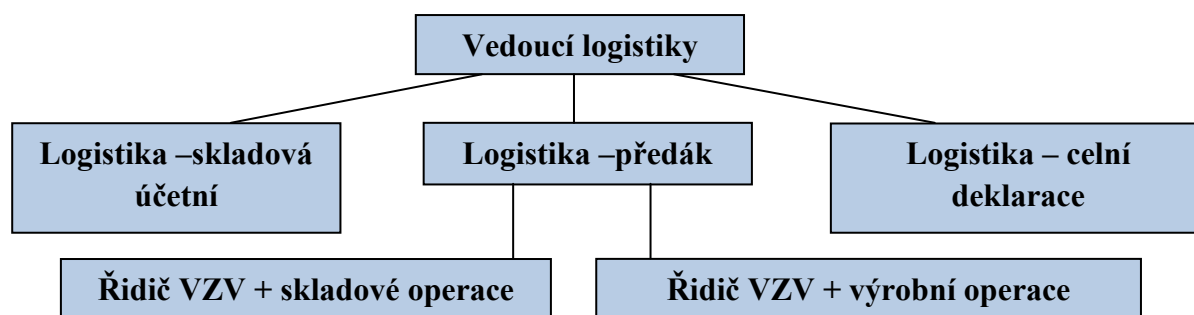 Vedoucí logistiky
Logistika –skladová
účetní
Logistika –předák
Logistika – celní
deklarace
Řidič VZV + skladové operace
Řidič VZV + výrobní operace